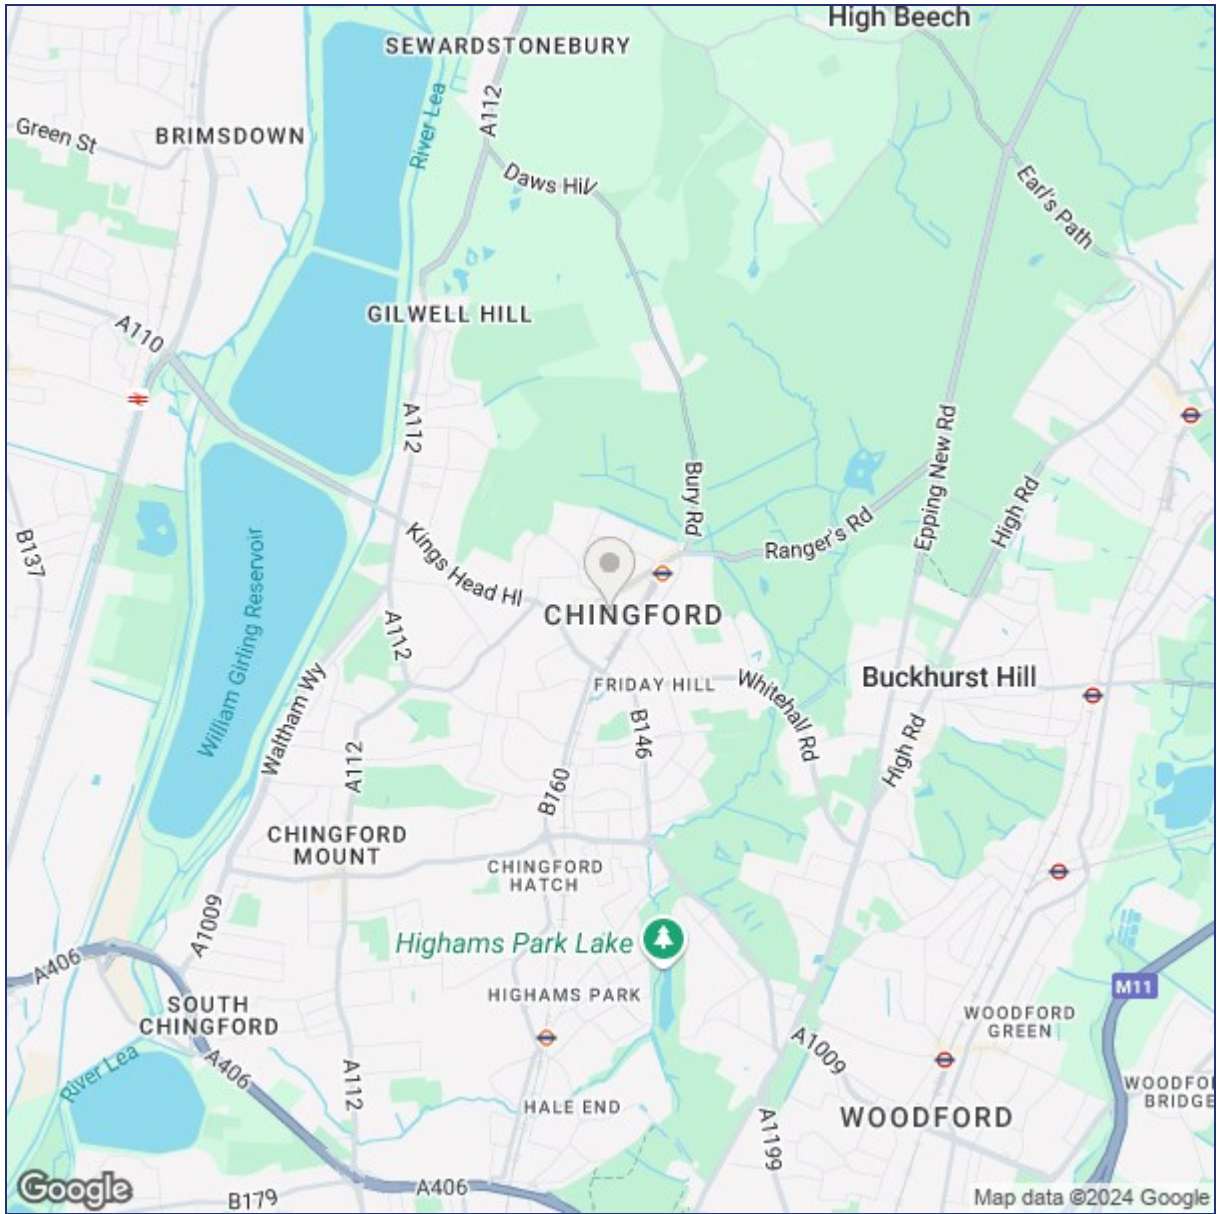 High Beech
SEWARDSTONEBURY
River Lea
A112
Green St
BRIMSDOWN
Daws Hill
Earl's Path
GILWELL HILL
A110
A112
Epping New Rd
Bury Rd
High Rd
Ranger's Rd
B137
Kings Head Hl
William Girling Reservoir
CHINGFORD
A112
FRIDAY HILL
Whitehall Rd
Buckhurst Hill
Waltham Wy
B146
High Rd
A112
B160
CHINGFORD
MOUNT
CHINGFORD
HATCH
A1009
Highams Park Lake
A406
M11
HIGHAMS PARK
SOUTH
CHINGFORD
WOODFORD
GREEN
A1009
River Lea
A406
A112
HALE END
WOODFORD
A1199
WOODFO
BRIDGE
Google
B179
A406
Map data ©2024 Google